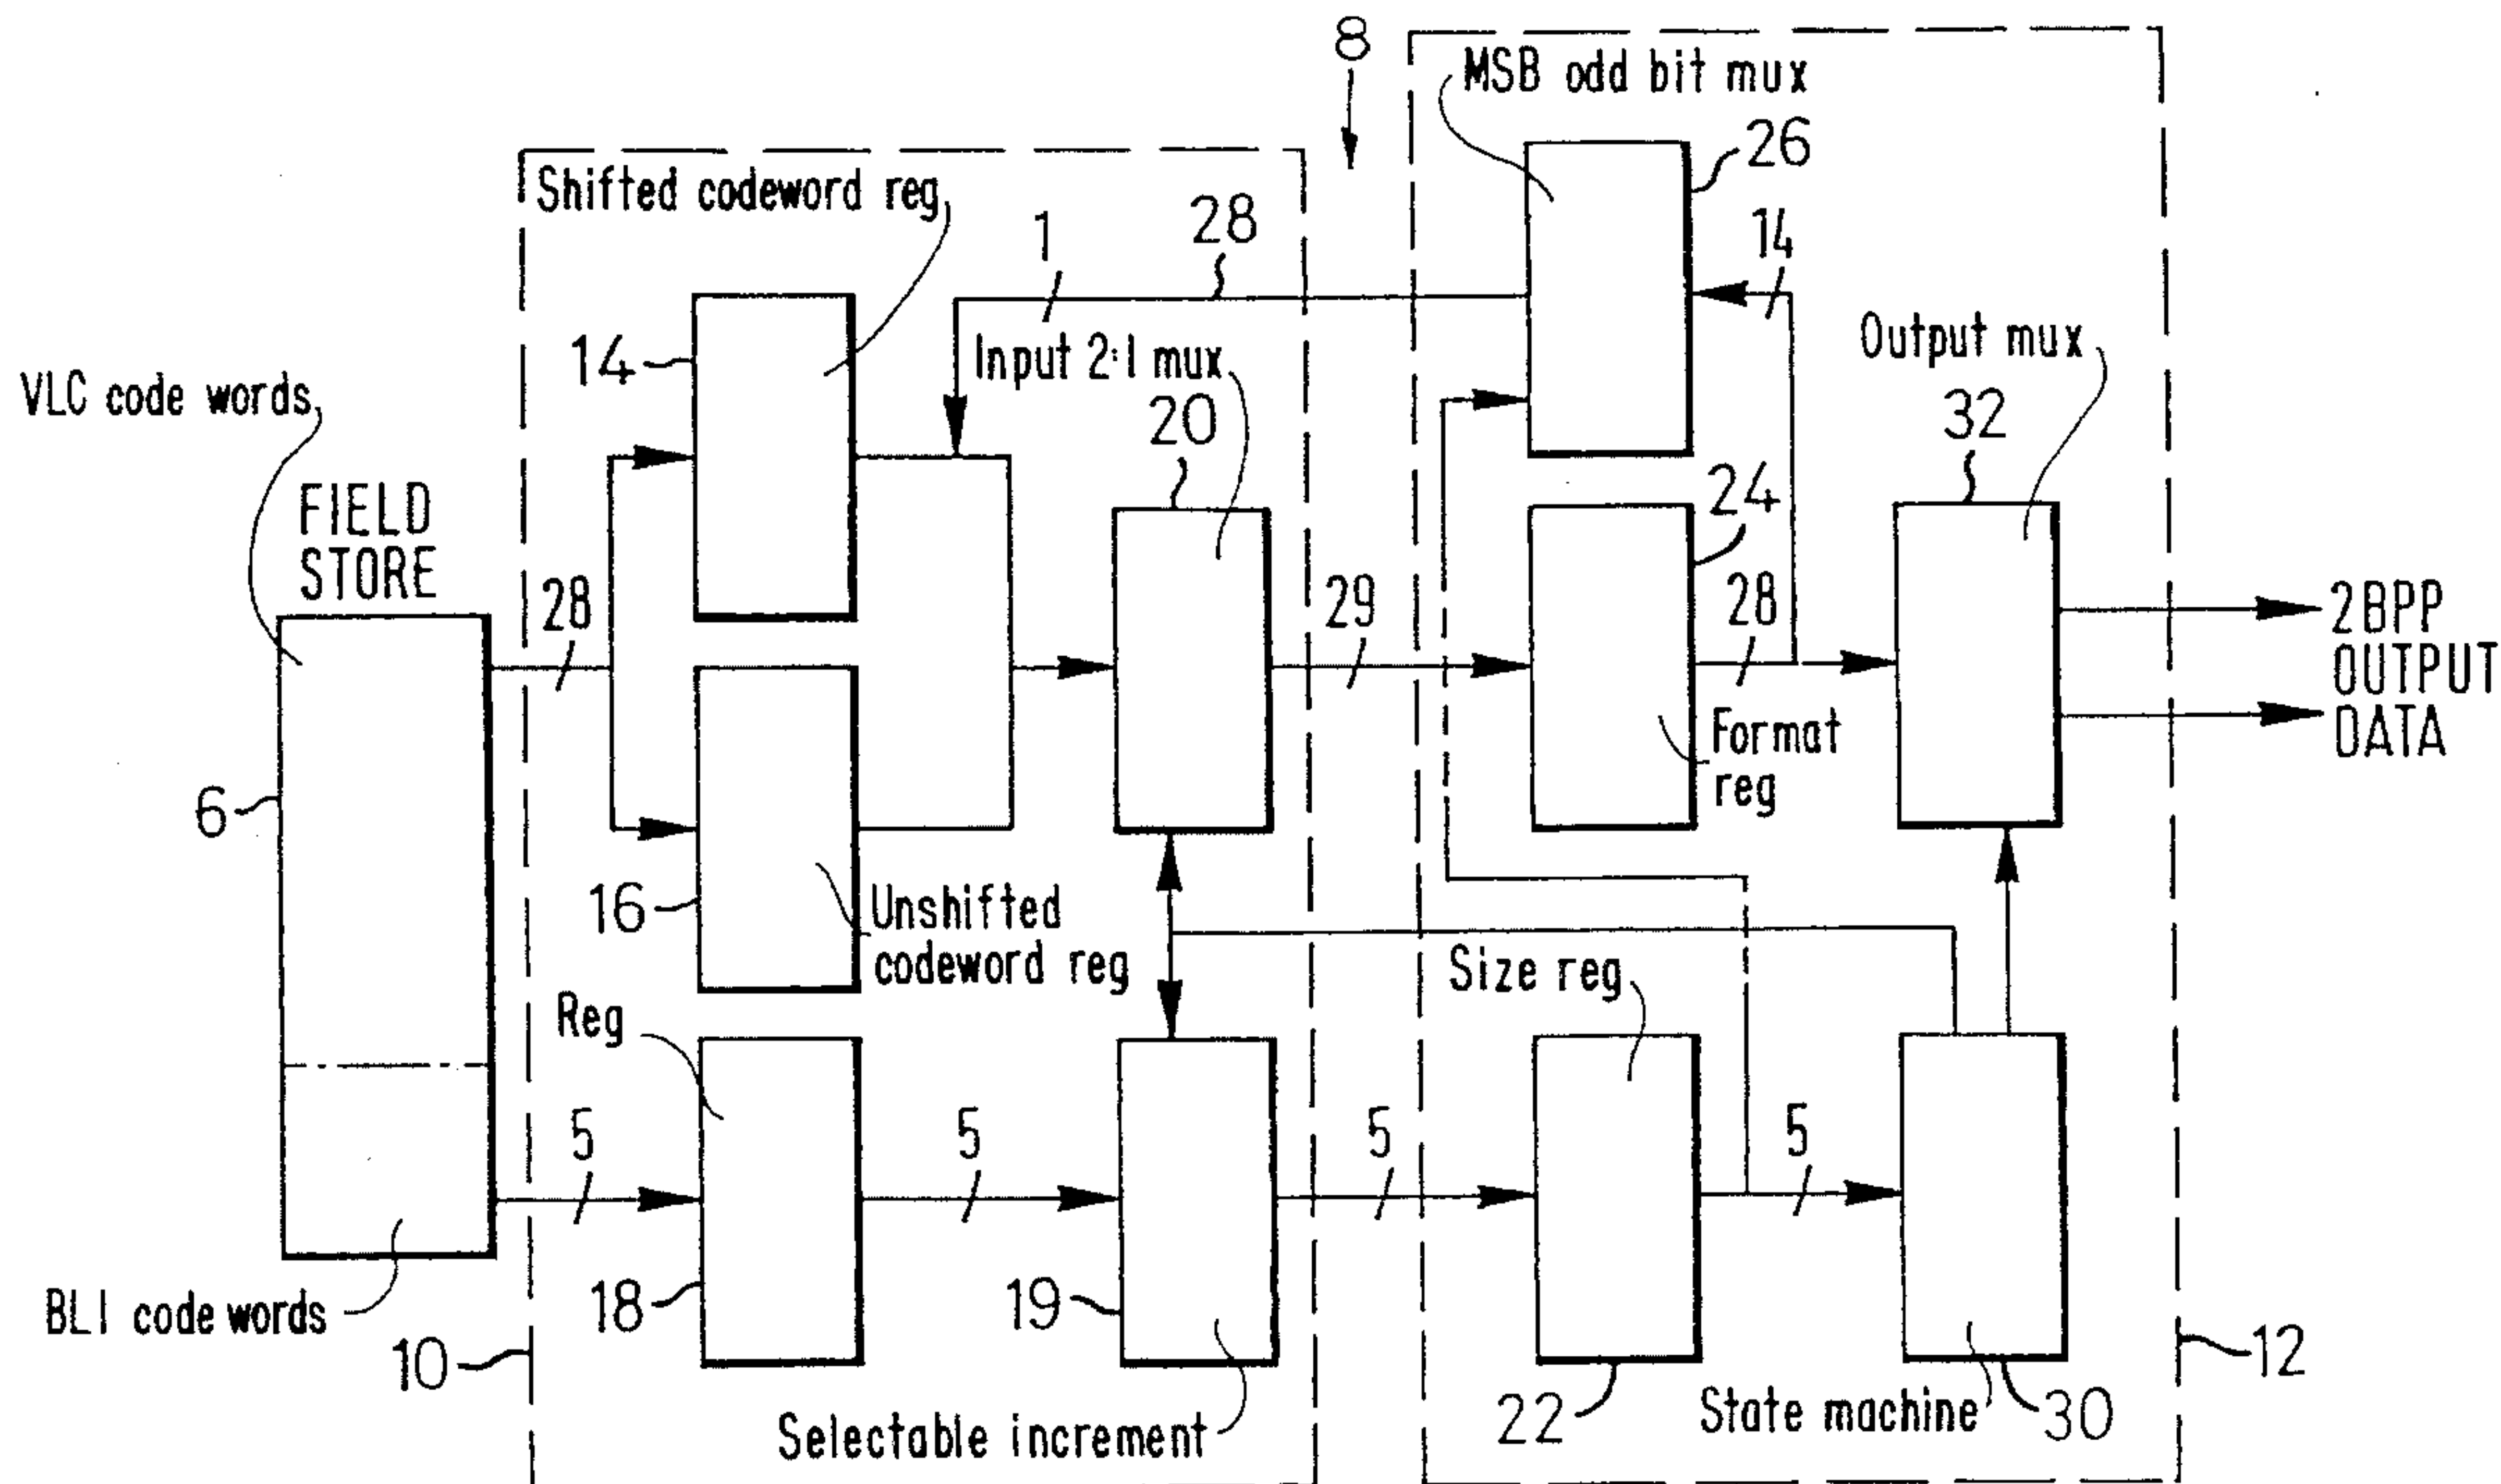 8
MSB odd bit mux
26
Shifted codeword reg
1
28
14
14
Input 2:1 mux
20
Output mux
32
VLC code words
FIELD
STORE
28
29
24
28
2BPP
OUTPUT
DATA
Format
reg
6
16
Unshifted
codeword reg
Size reg
Reg
5
5
5
5
18
19
BLI code words
10
12
22
State machine
30
Selectable increment